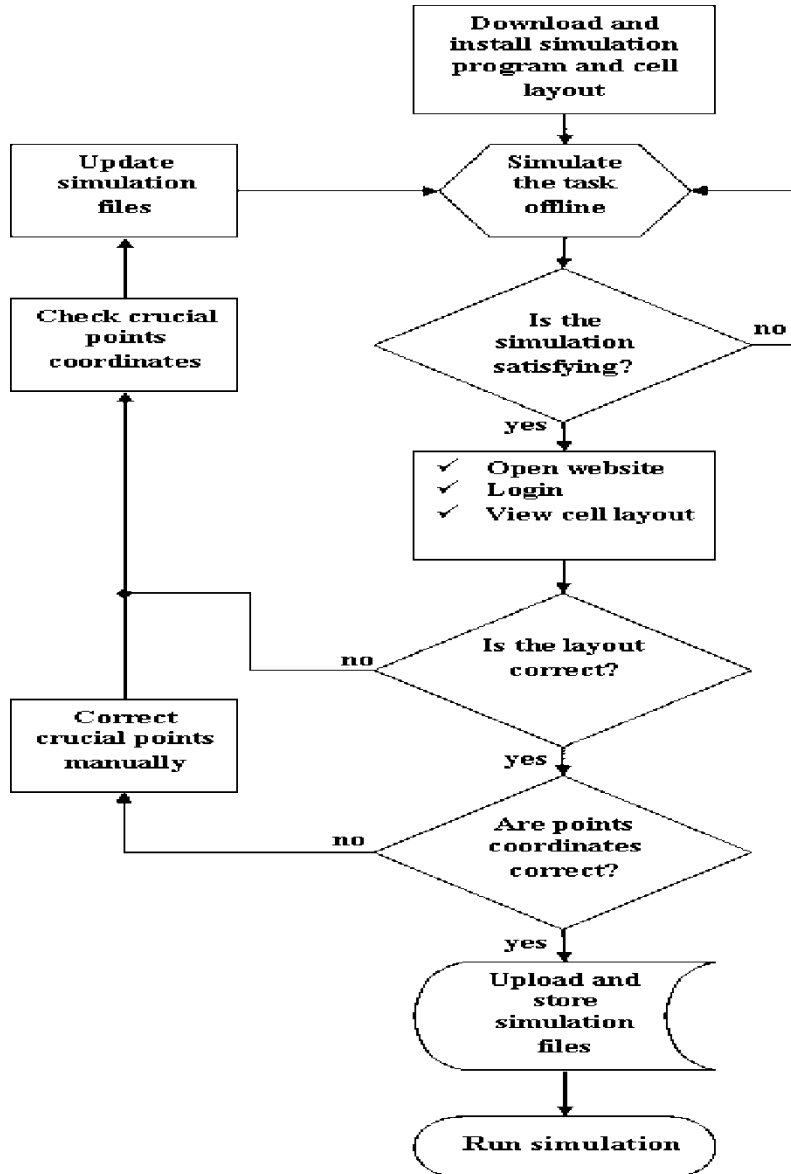 Download and
install simulation
program and cell
layout
Update
simulation
files
Simulate
the task
offline
Check crucial
points
coordinates
Is the
simulation
satisfying?
no
yes
✓ Open website
✓ Login
✓ View cell layout
Is the layout
correct?
no
Correct
crucial points
manually
yes
Are points
coordinates
correct?
no
yes
Upload and
store
simulation
files
Run simulation